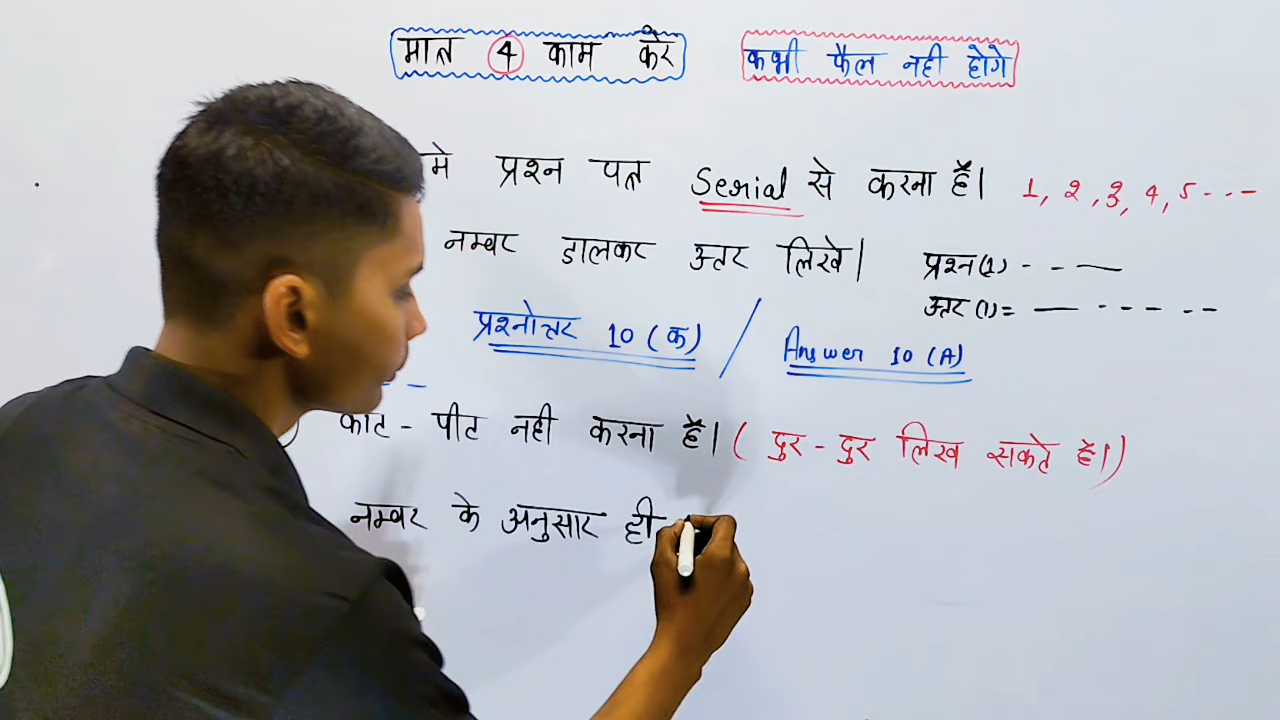 मात्र 4 काम करे
कभी फैल नही होगे
मे प्रश्न पत्र Serial से करना है। 1, 2, 3, 4, 5 - - -
नम्बर डालकर उत्तर लिखे।
प्रश्न (1) - - —
उत्तर (1) = — - - - - -
प्रश्नोत्तर 10 (क) / Answer 10 (A)
काट - पीट नही करना है। ( दुर - दुर लिख सकते है।)
नम्बर के अनुसार ही